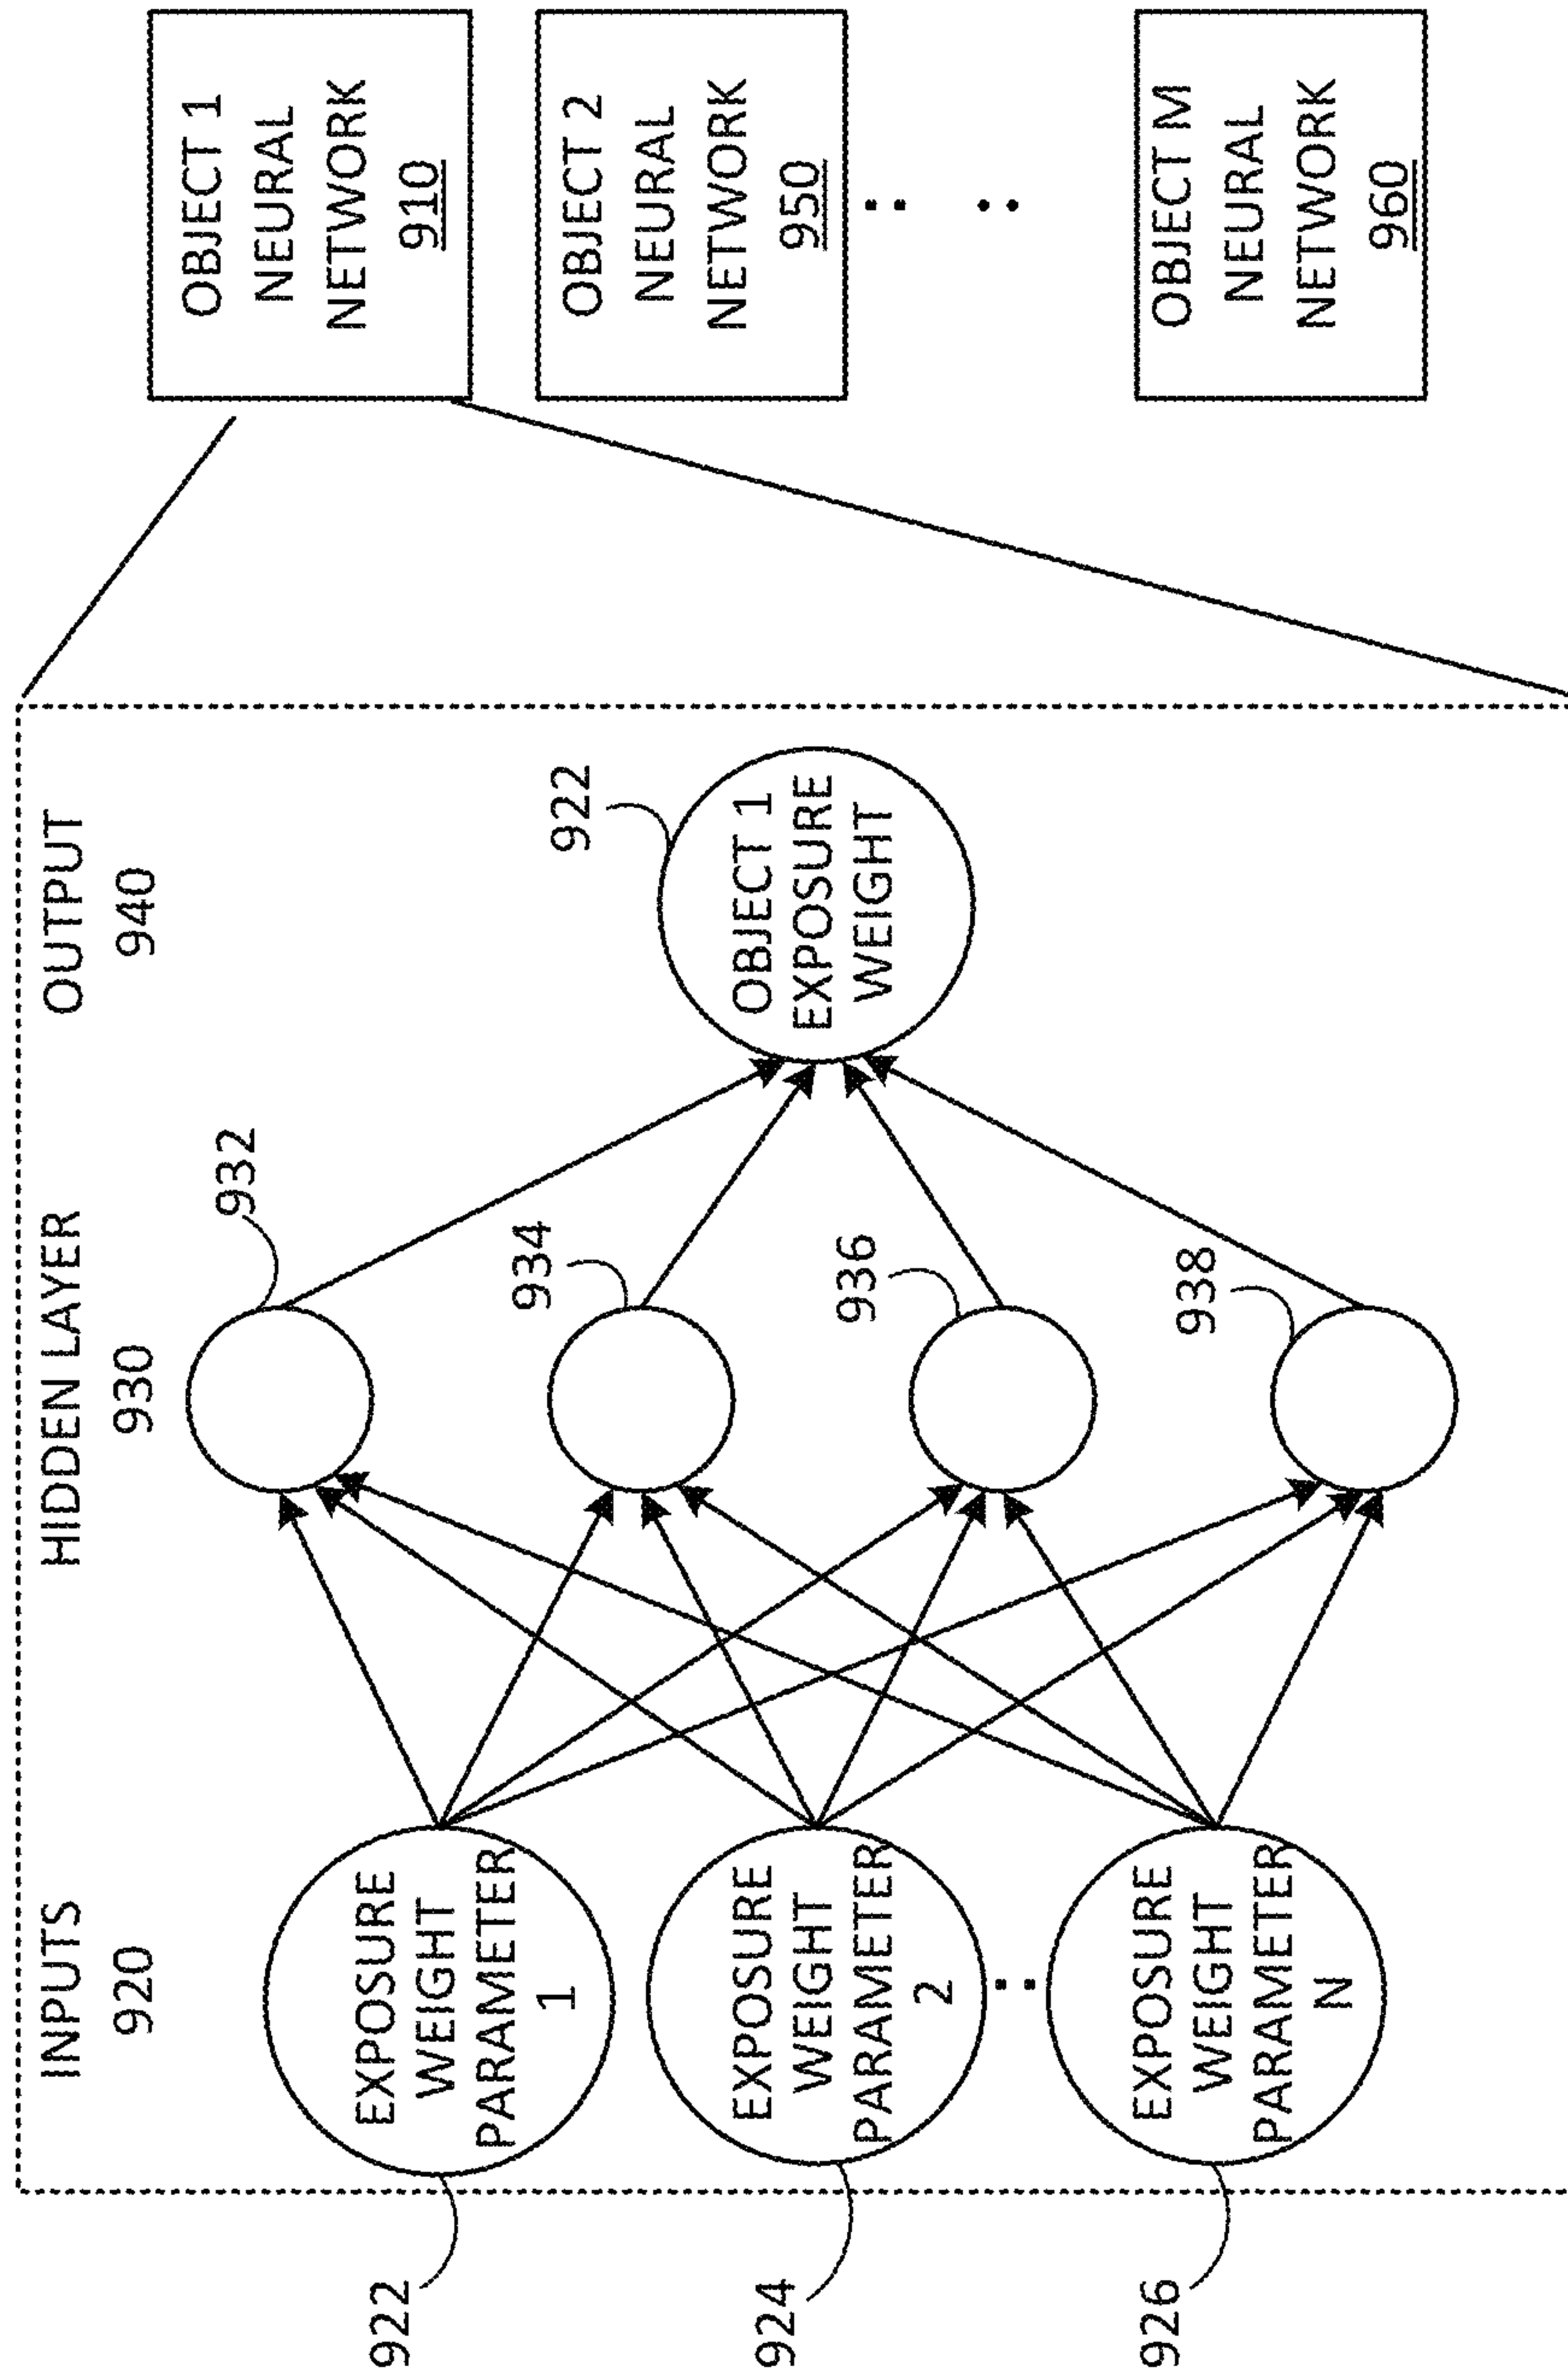 INPUTS
920
HIDDEN LAYER
930
OUTPUT
940
922
EXPOSURE
WEIGHT
PARAMETER
1
924
EXPOSURE
WEIGHT
PARAMETER
2
926
EXPOSURE
WEIGHT
PARAMETER
N
932
934
936
938
922
OBJECT 1
EXPOSURE
WEIGHT
OBJECT 1
NEURAL
NETWORK
910
OBJECT 2
NEURAL
NETWORK
950
OBJECT M
NEURAL
NETWORK
960